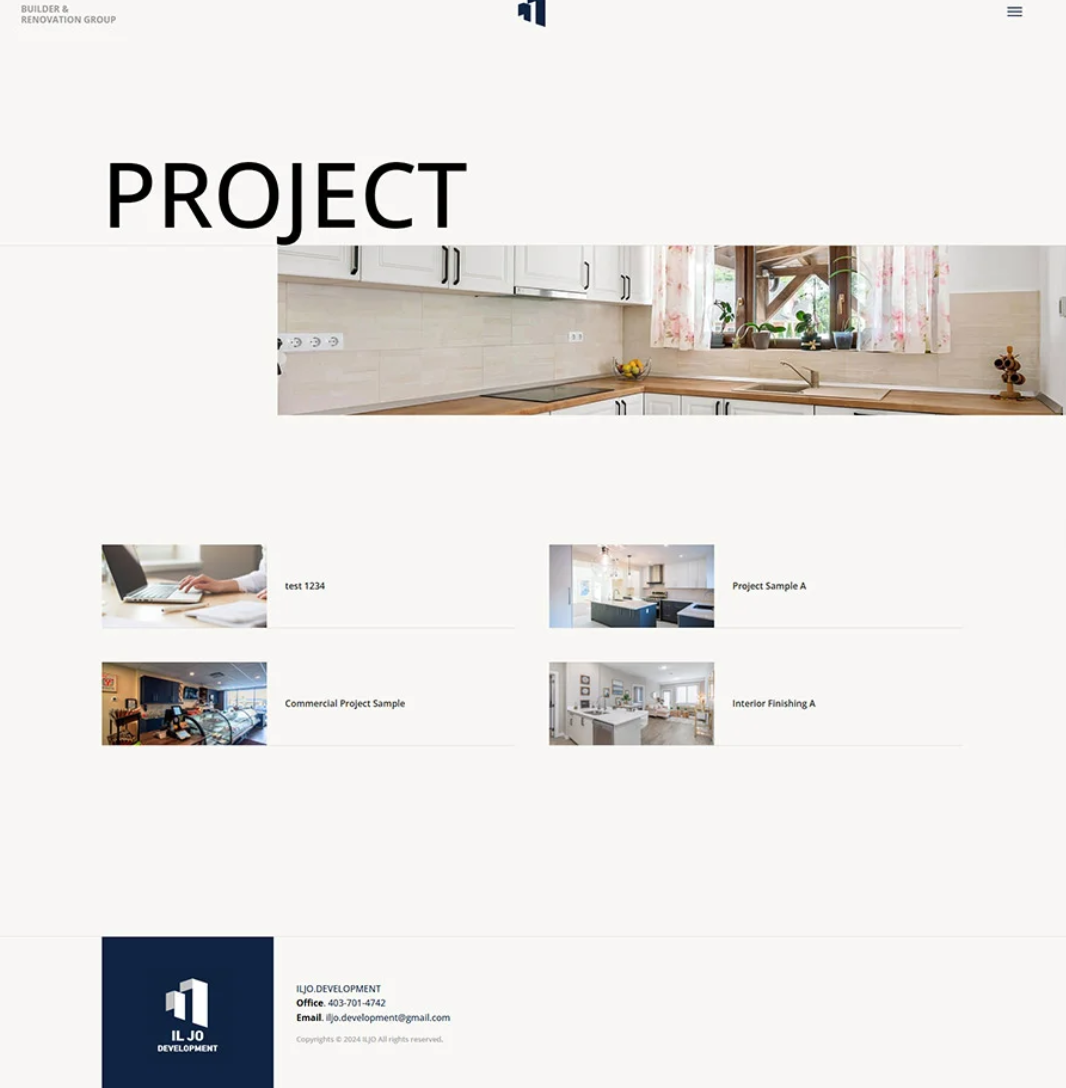 BUILDER &
RENOVATION GROUP
PROJECT
test 1234
Project Sample A
Commercial Project Sample
Interior Finishing A
IL JO
DEVELOPMENT
ILJO.DEVELOPMENT
Office. 403-701-4742
Email. iljo.development@gmail.com
Copyrights © 2024 ILJO All rights reserved.